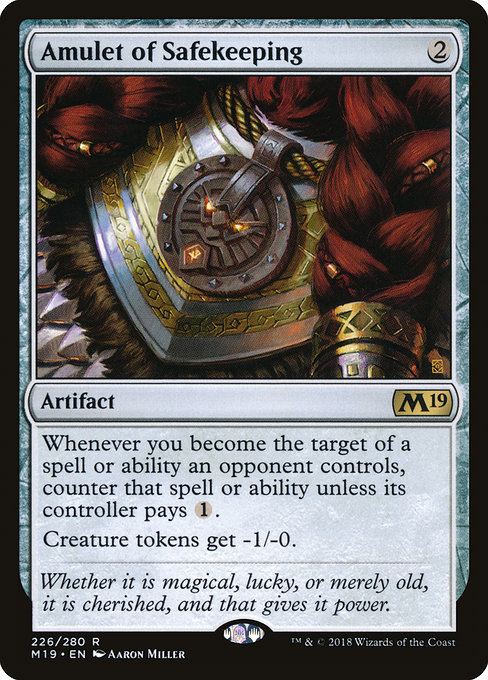 Amulet of Safekeeping 2
Artifact M19
Whenever you become the target of a
spell or ability an opponent controls,
counter that spell or ability unless its
controller pays 1.
Creature tokens get -1/-0.
Whether it is magical, lucky, or merely old,
it is cherished, and that gives it power.
226/280 R
M19 • EN Aaron Miller
™ & © 2018 Wizards of the Coast